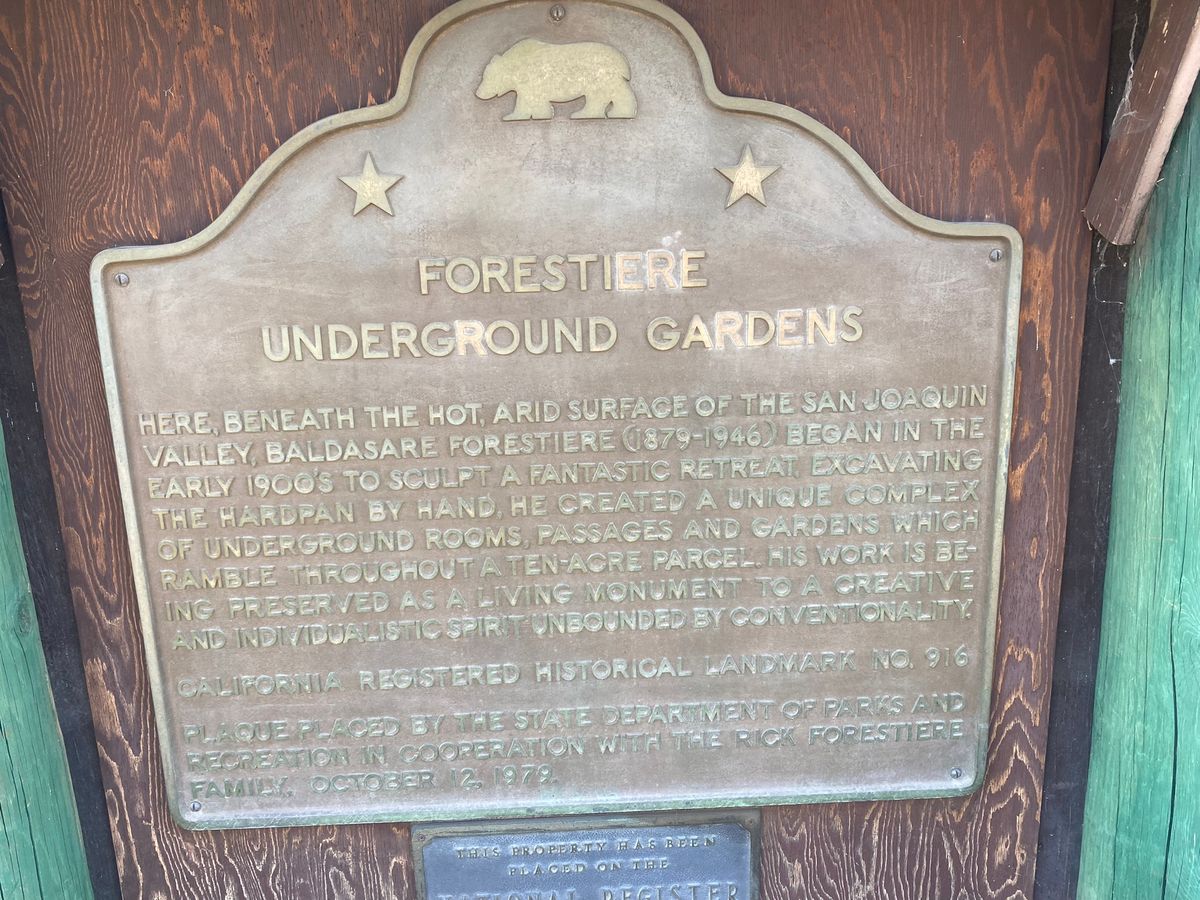 FORESTIERE
UNDERGROUND GARDENS
HERE, BENEATH THE HOT, ARID SURFACE OF THE SAN JOAQUIN
VALLEY, BALDASARE FORESTIERE (1879-1946) BEGAN IN THE
EARLY 1900'S TO SCULPT A FANTASTIC RETREAT. EXCAVATING
THE HARDPAN BY HAND, HE CREATED A UNIQUE COMPLEX
OF UNDERGROUND ROOMS, PASSAGES AND GARDENS WHICH
RAMBLE THROUGHOUT A TEN-ACRE PARCEL. HIS WORK IS BE-
ING PRESERVED AS A LIVING MONUMENT TO A CREATIVE
AND INDIVIDUALISTIC SPIRIT UNBOUNDED BY CONVENTIONALITY.
CALIFORNIA REGISTERED HISTORICAL LANDMARK NO. 916
PLAQUE PLACED BY THE STATE DEPARTMENT OF PARKS AND
RECREATION IN COOPERATION WITH THE RICK FORESTIERE
FAMILY, OCTOBER 12, 1979.
THIS PROPERTY HAS BEEN
PLACED ON THE
NATIONAL REGISTER